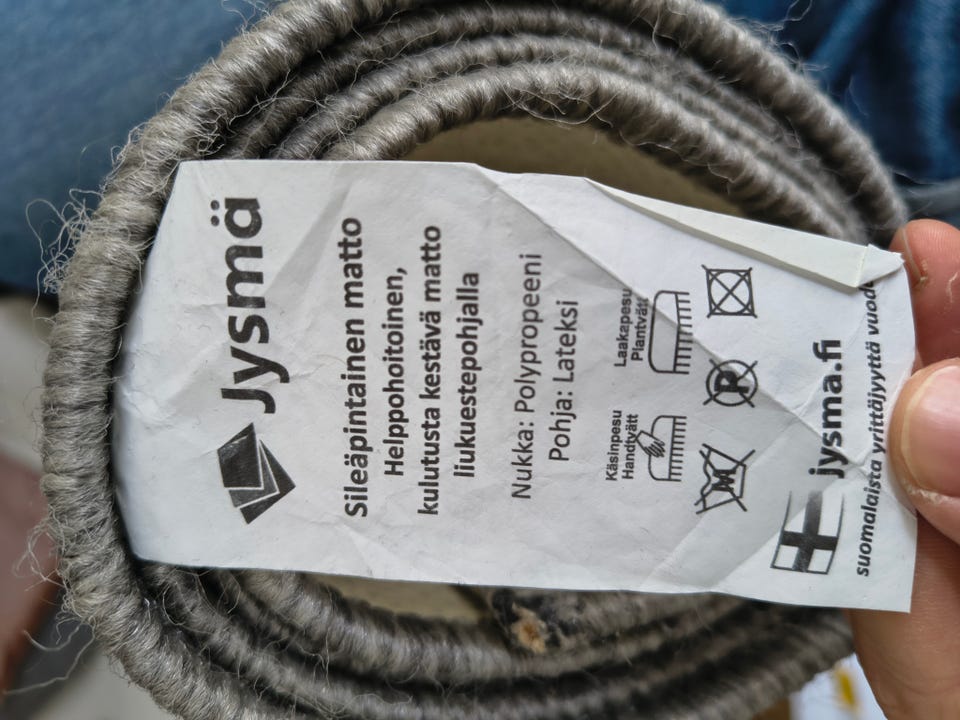 Jysmä
Sileäpintainen matto
Helppohoitoinen,
kulutusta kestävä matto
liukuestepohjalla
Nukka: Polypropeeni
Pohja: Lateksi
Käsinpesu
Handtvätt
Laakapesu
Plantvätt
M
R
jysma.fi
suomalaista yrittäjyyttä